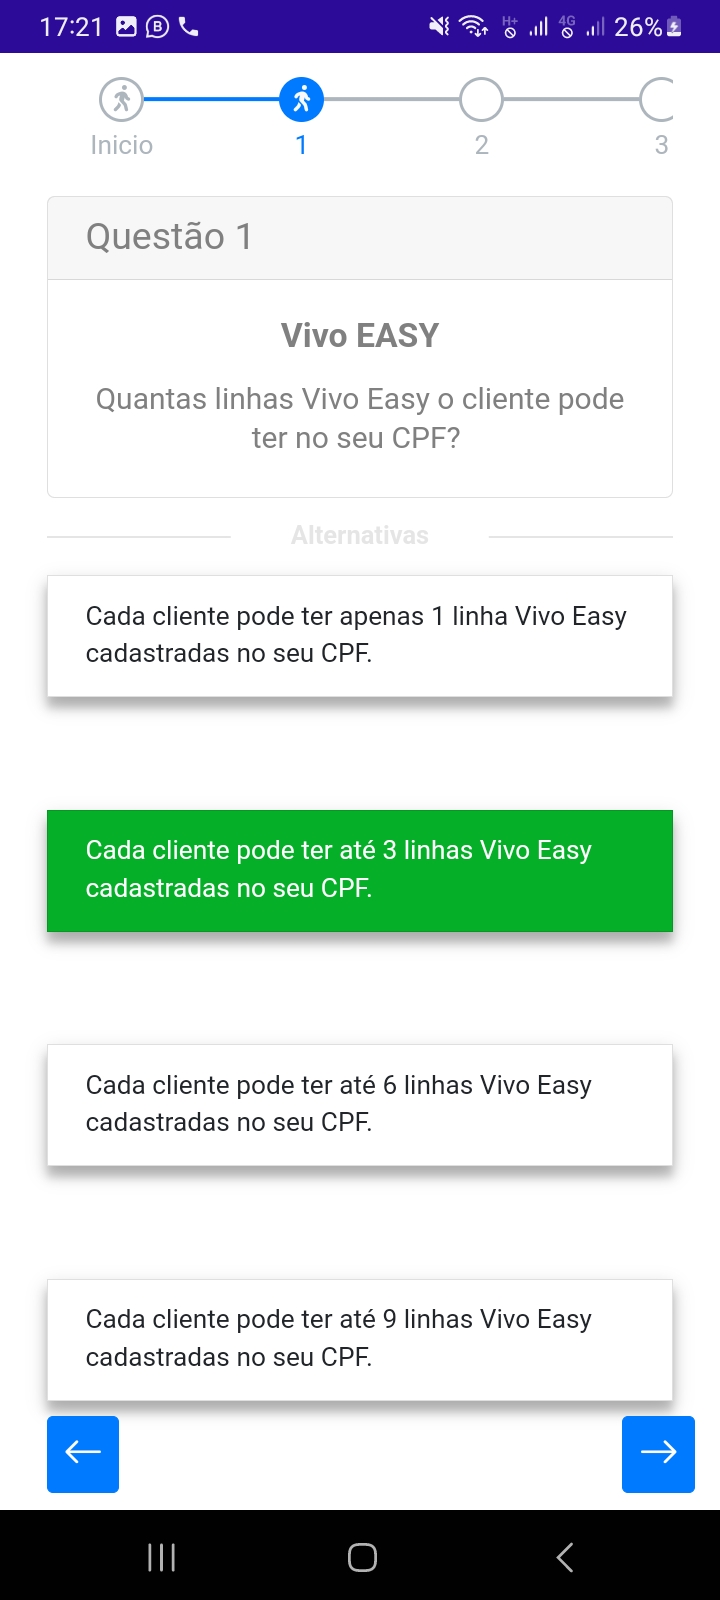 17:21
B
H+
4G
26%
Inicio
1
2
3
Questão 1
Vivo EASY
Quantas linhas Vivo Easy o cliente pode
ter no seu CPF?
Alternativas
Cada cliente pode ter apenas 1 linha Vivo Easy
cadastradas no seu CPF.
Cada cliente pode ter até 3 linhas Vivo Easy
cadastradas no seu CPF.
Cada cliente pode ter até 6 linhas Vivo Easy
cadastradas no seu CPF.
Cada cliente pode ter até 9 linhas Vivo Easy
cadastradas no seu CPF.